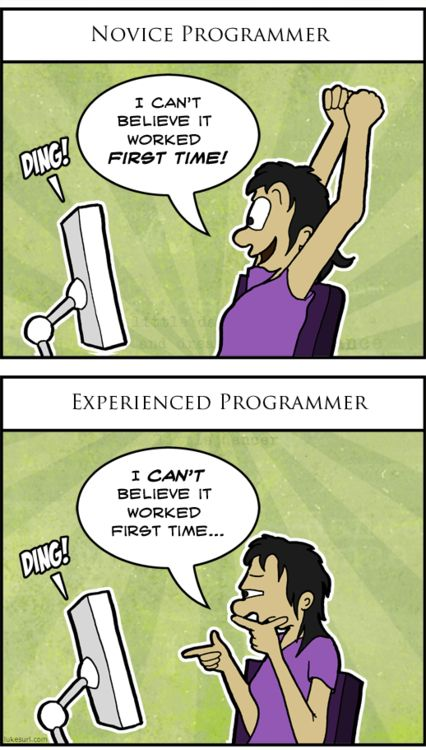 NOVICE PROGRAMMER
I CAN'T
BELIEVE IT
WORKED
FIRST TIME!
DING!
EXPERIENCED PROGRAMMER
I CAN'T
BELIEVE IT
WORKED
FIRST TIME...
DING!
lukesurl.com